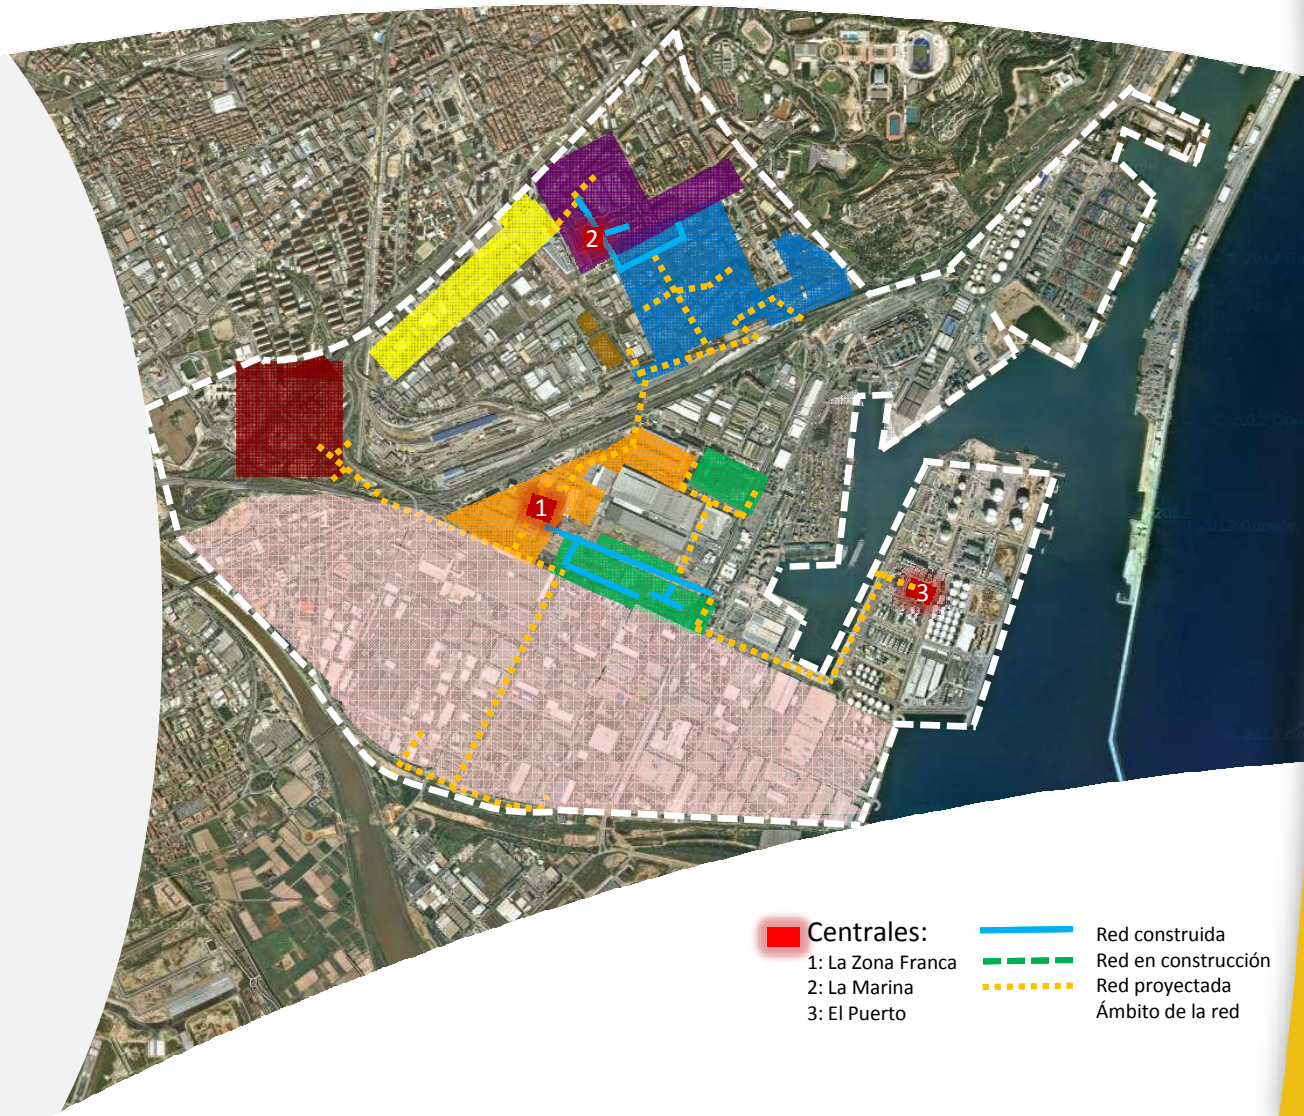 2
1
1
3
Centrales:
1: La Zona Franca
2: La Marina
3: El Puerto
Red construida
Red en construcción
Red proyectada
Ámbito de la red